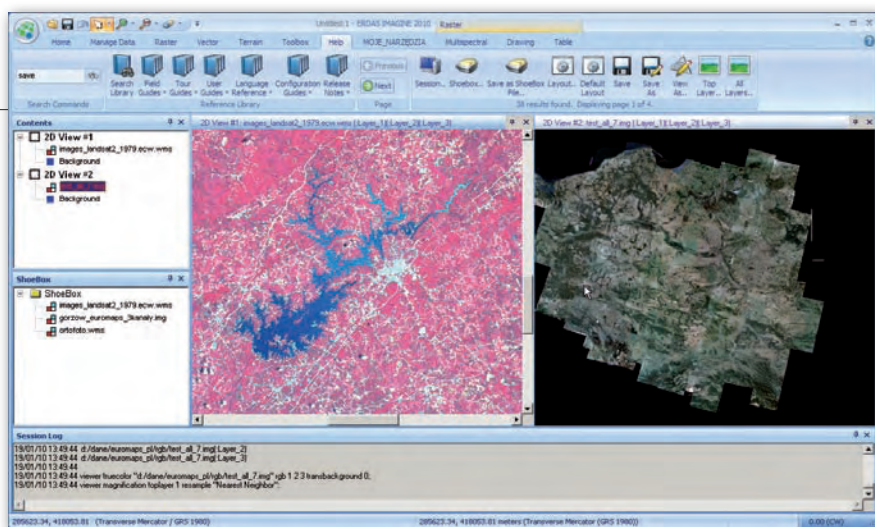 Untitled:1 - ERDAS IMAGINE 2010
Raster
Home Manage Data Raster Vector Terrain Toolbox Help MOJE_NARZĘDZIA Multispectral Drawing Table
save
Search Commands
Search Library
Field Guides
Tour Guides
User Guides
Language Reference
Configuration Guides
Release Notes
Reference Library
Previous
Next
Page
Session...
Shoebox...
Save as ShoeBox File...
Layout...
Default Layout
Save
Save As
View As...
Top Layer...
All Layers...
38 results found. Displaying page 1 of 4.
Contents
2D View #1
images_landsat2_1979.ecw.wms
Background
2D View #2
Background
ShoeBox
ShoeBox
images_landsat2_1979.ecw.wms
gorzow_euromaps_3kanaly.img
ortofoto.wms
2D View #1: images_landsat2_1979.ecw.wms (:Layer_1)(:Layer_2)(:Layer_3)
2D View #2: test_all_7.img (:Layer_1)(:Layer_2)(:Layer_3)
Session Log
19/01/10 13:49:44 d:/dane/euromaps_pl/rgb/test_all_7.img(:Layer_2)
19/01/10 13:49:44 d:/dane/euromaps_pl/rgb/test_all_7.img(:Layer_3)
19/01/10 13:49:44
19/01/10 13:49:44 viewer truecolor "d:/dane/euromaps_pl/rgb/test_all_7.img" rgb 1 2 3 transbackground 0;
19/01/10 13:49:44 viewer magnification toplayer 1 resample "Nearest Neighbor";
285623.34, 418053.81 (Transverse Mercator / GRS 1980)
285623.34, 418053.81 meters (Transverse Mercator (GRS 1980))
0.00 (CW)